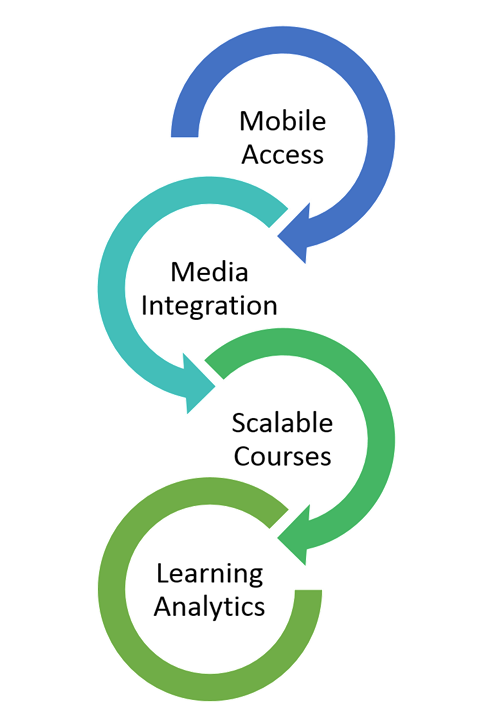 Mobile
Access
Media
Integration
Scalable
Courses
Learning
Analytics